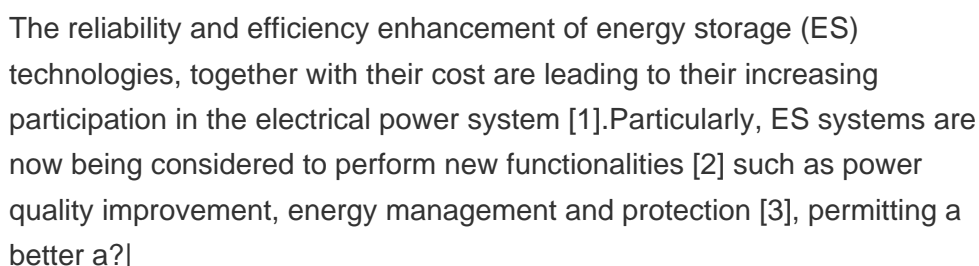 The reliability and efficiency enhancement of energy storage (ES)
technologies, together with their cost are leading to their increasing
participation in the electrical power system [1].Particularly, ES systems are
now being considered to perform new functionalities [2] such as power
quality improvement, energy management and protection [3], permitting a
better a?|